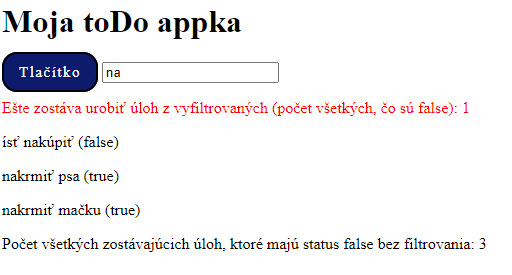 Moja toDo appka
Tlačítko na
Ešte zostáva urobiť úloh z vyfiltrovaných (počet všetkých, čo sú false): 1
ísť nakúpiť (false)
nakrmiť psa (true)
nakrmiť mačku (true)
Počet všetkých zostávajúcich úloh, ktoré majú status false bez filtrovania: 3